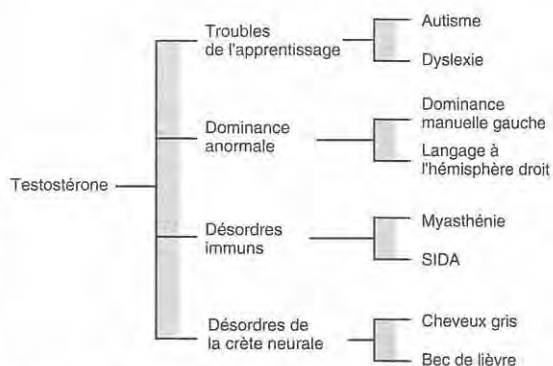 Troubles
de l'apprentissage
Autisme
Dyslexie
Dominance
anormale
Dominance
manuelle gauche
Langage à
l'hémisphère droit
Testostérone
Désordres
immuns
Myasthénie
SIDA
Désordres de
la crète neurale
Cheveux gris
Bec de lièvre